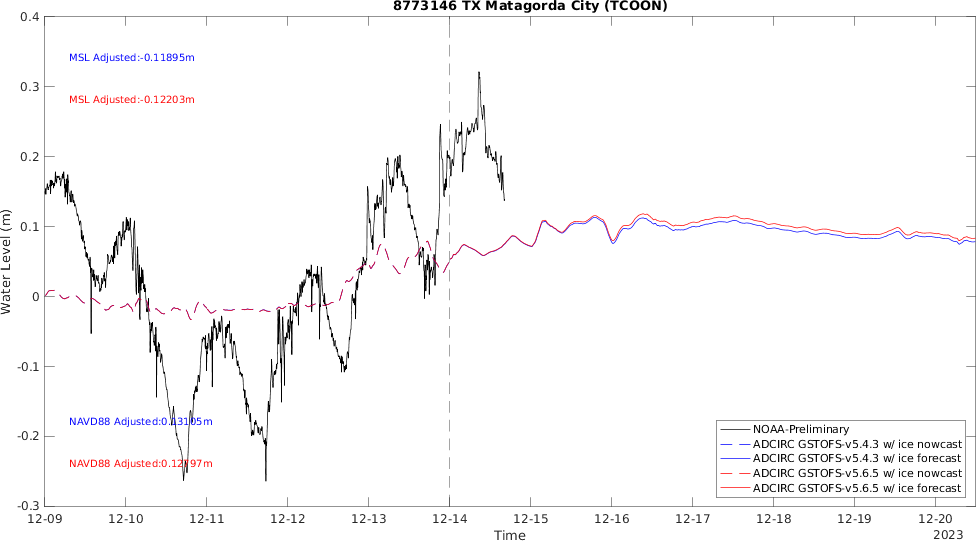 8773146 TX Matagorda City (TCOON)
0.4
0.3
0.2
0.1
0
-0.1
-0.2
-0.3
Water Level (m)
MSL Adjusted:-0.11895m
MSL Adjusted:-0.12203m
NAVD88 Adjusted:0.13105m
NAVD88 Adjusted:
NOAA-Preliminary
ADCIRC GSTOFS-v5.4.3 w/ ice nowcast
ADCIRC GSTOFS-v5.4.3 w/ ice forecast
ADCIRC GSTOFS-v5.6.5 w/ ice nowcast
ADCIRC GSTOFS-v5.6.5 w/ ice forecast
12-09 12-10 12-11 12-12 12-13 12-14 12-15 12-16 12-17 12-18 12-19 12-20
2023
Time